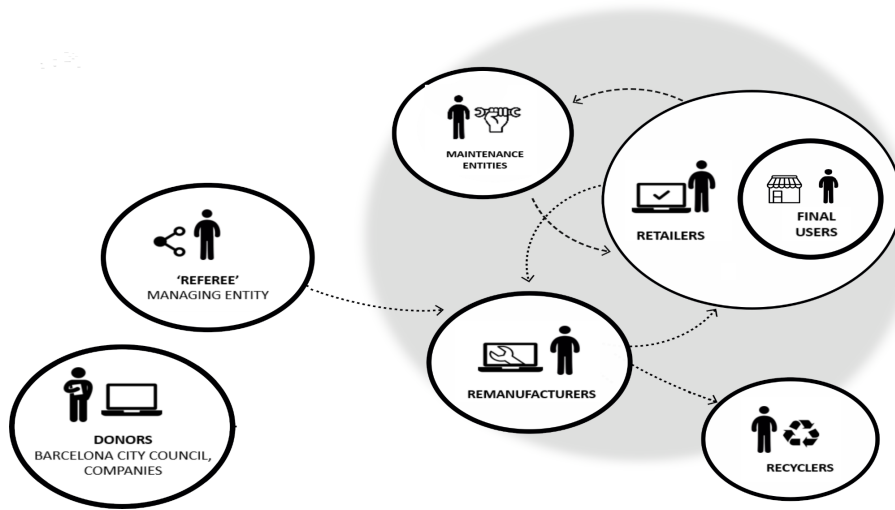 MAINTENANCE
ENTITIES
RETAILERS
FINAL
USERS
'REFEREE'
MANAGING ENTITY
REMANUFACTURERS
DONORS
BARCELONA CITY COUNCIL,
COMPANIES
RECYCLERS